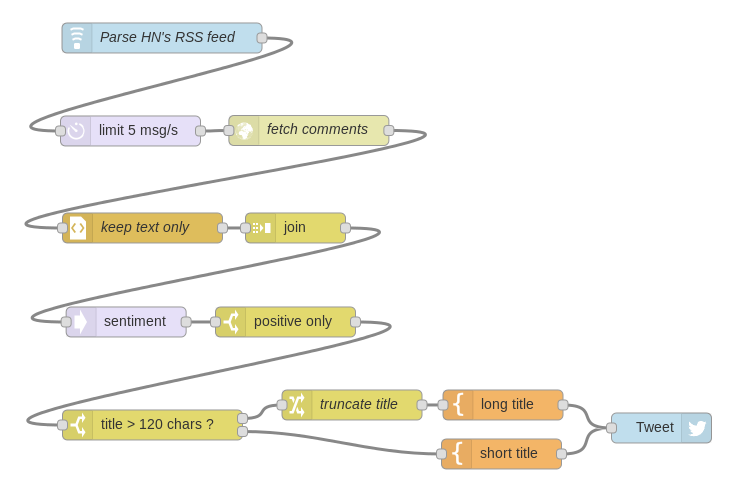 Parse HN's RSS feed
limit 5 msg/s
fetch comments
keep text only
join
sentiment
positive only
title > 120 chars ?
truncate title
long title
short title
Tweet